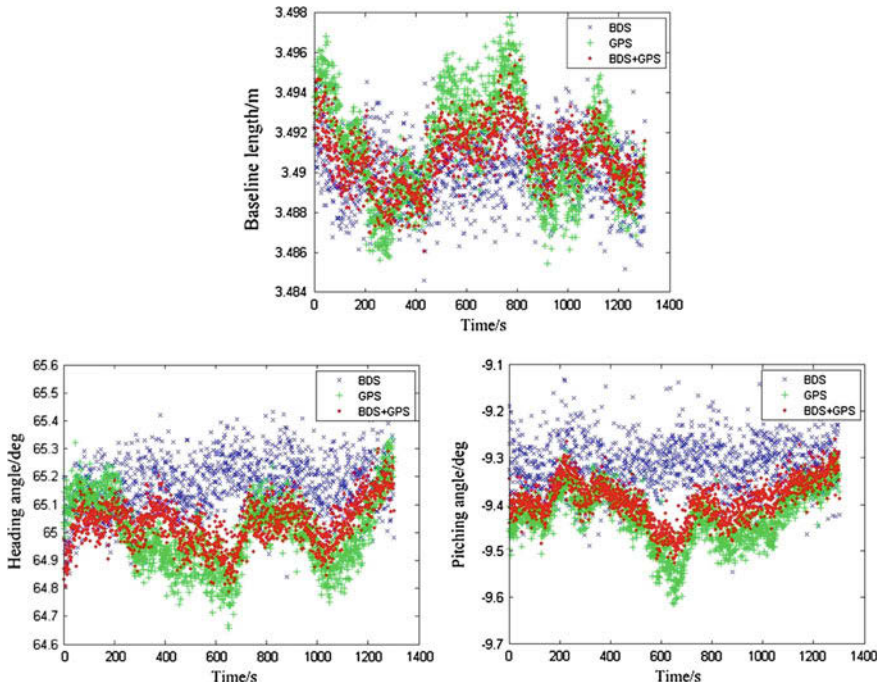 3.498
3.496
3.494
3.492
3.49
3.488
3.486
3.484
Baseline length/m
BDS
GPS
BDS+GPS
0 200 400 600 800 1000 1200 1400
Time/s
65.6
65.5
65.4
65.3
65.2
65.1
65
64.9
64.8
64.7
64.6
Heading angle/deg
BDS
GPS
BDS+GPS
0 200 400 600 800 1000 1200 1400
Time/s
-9.1
-9.2
-9.3
-9.4
-9.5
-9.6
-9.7
Pitching angle/deg
BDS
GPS
BDS+GPS
0 200 400 600 800 1000 1200 1400
Time/s